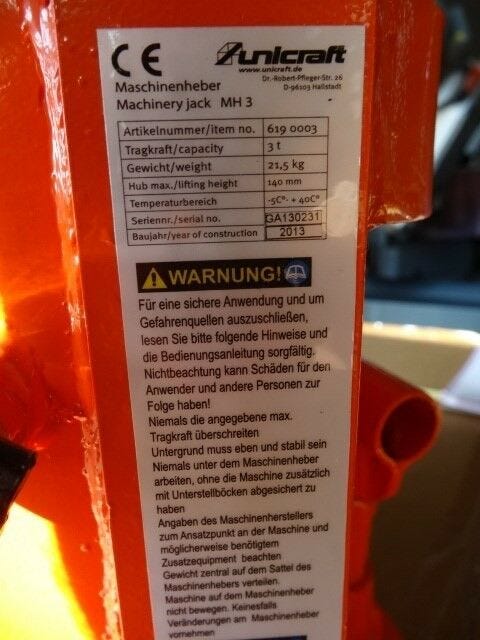 CE
unicraft
www.unicraft.de
Dr.-Robert-Pfleger-Str. 26
D-96103 Hallstadt
Maschinenheber
Machinery jack MH 3
Artikelnummer/item no. 619 0003
Tragkraft/capacity 3 t
Gewicht/weight 21,5 kg
Hub max./lifting height 140 mm
Temperaturbereich -5C°- + 40C°
Seriennr./serial no. GA130231
Baujahr/year of construction 2013
WARNUNG!
Für eine sichere Anwendung und um
Gefahrenquellen auszuschließen,
lesen Sie bitte folgende Hinweise und
die Bedienungsanleitung sorgfältig.
Nichtbeachtung kann Schäden für den
Anwender und andere Personen zur
Folge haben!
Niemals die angegebene max.
Tragkraft überschreiten
Untergrund muss eben und stabil sein
Niemals unter dem Maschinenheber
arbeiten, ohne die Maschine zusätzlich
mit Unterstellböcken abgesichert zu
haben
Angaben des Maschinenherstellers
zum Ansatzpunkt an der Maschine und
möglicherweise benötigtem
Zusatzequipment beachten
Gewicht zentral auf dem Sattel des
Maschinenhebers verteilen.
Maschine auf dem Maschinenheber
nicht bewegen. Keinesfalls
Veränderungen am Maschinenheber
vornehmen